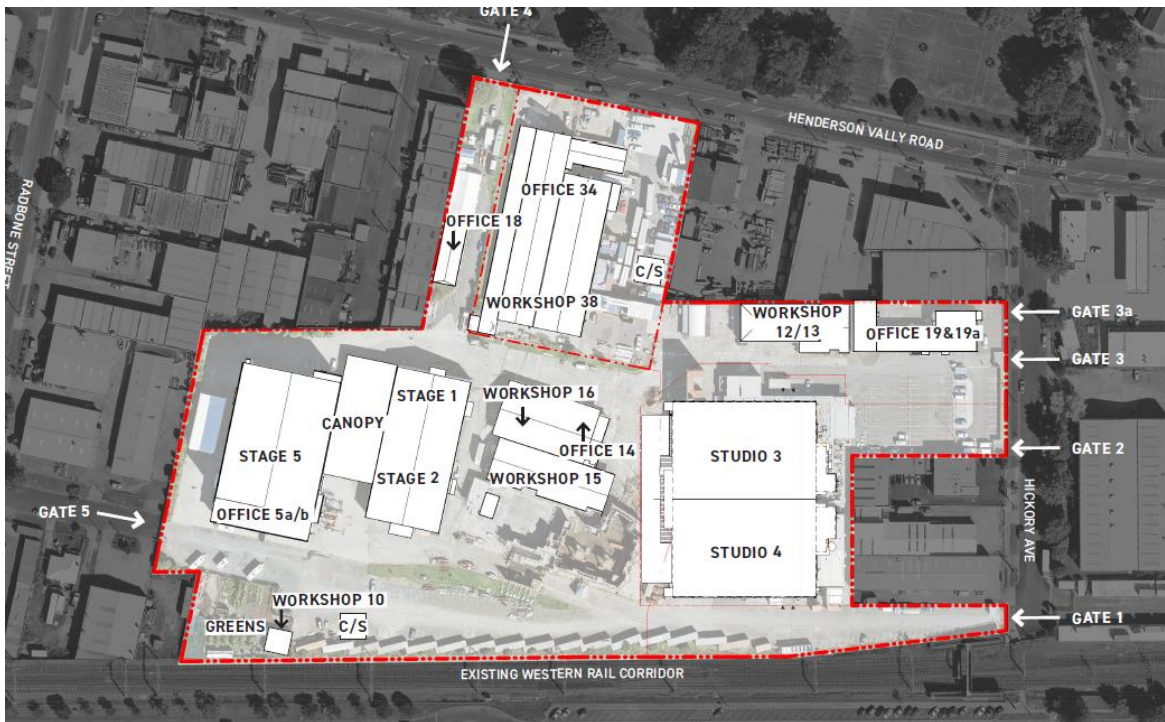 GATE 4
HENDERSON VALLY ROAD
RADBONE STREET
OFFICE 34
OFFICE 18
C/S
WORKSHOP 38
WORKSHOP
12/13
OFFICE 19&19a
GATE 3a
GATE 3
STAGE 1
WORKSHOP 16
CANOPY
OFFICE 14
STAGE 5
STUDIO 3
GATE 2
STAGE 2
WORKSHOP 15
HICKORY AVE
GATE 5
OFFICE 5a/b
STUDIO 4
WORKSHOP 10
GREENS
C/S
GATE 1
EXISTING WESTERN RAIL CORRIDOR